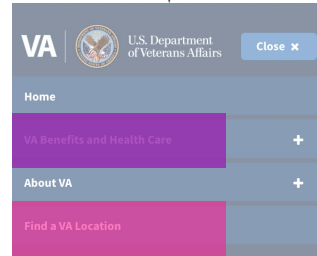 VA
U.S. Department
of Veterans Affairs
Close ×
Home
VA Benefits and Health Care +
About VA +
Find a VA Location